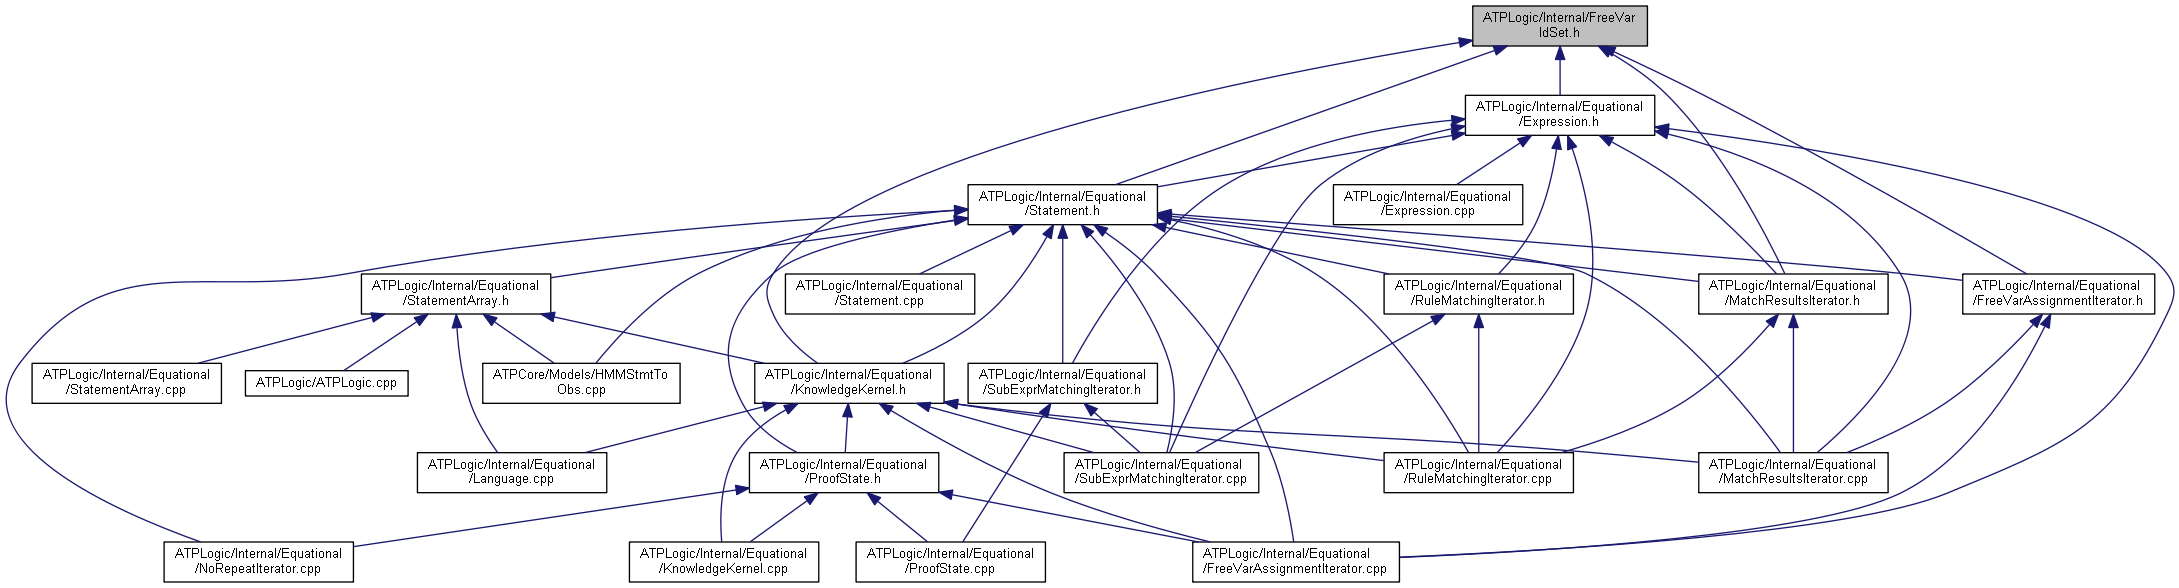 ATPLogic/Internal/FreeVar
IdSet.h
ATPLogic/Internal/Equational
/Expression.h
ATPLogic/Internal/Equational
/Statement.h
ATPLogic/Internal/Equational
/Expression.cpp
ATPLogic/Internal/Equational
/StatementArray.h
ATPLogic/Internal/Equational
/Statement.cpp
ATPLogic/Internal/Equational
/RuleMatchingIterator.h
ATPLogic/Internal/Equational
/MatchResultsIterator.h
ATPLogic/Internal/Equational
/FreeVarAssignmentIterator.h
ATPLogic/Internal/Equational
/StatementArray.cpp
ATPLogic/ATPLogic.cpp
ATPCore/Models/HMMStmtTo
Obs.cpp
ATPLogic/Internal/Equational
/KnowledgeKernel.h
ATPLogic/Internal/Equational
/SubExprMatchingIterator.h
ATPLogic/Internal/Equational
/Language.cpp
ATPLogic/Internal/Equational
/ProofState.h
ATPLogic/Internal/Equational
/SubExprMatchingIterator.cpp
ATPLogic/Internal/Equational
/RuleMatchingIterator.cpp
ATPLogic/Internal/Equational
/MatchResultsIterator.cpp
ATPLogic/Internal/Equational
/NoRepeatIterator.cpp
ATPLogic/Internal/Equational
/KnowledgeKernel.cpp
ATPLogic/Internal/Equational
/ProofState.cpp
ATPLogic/Internal/Equational
/FreeVarAssignmentIterator.cpp